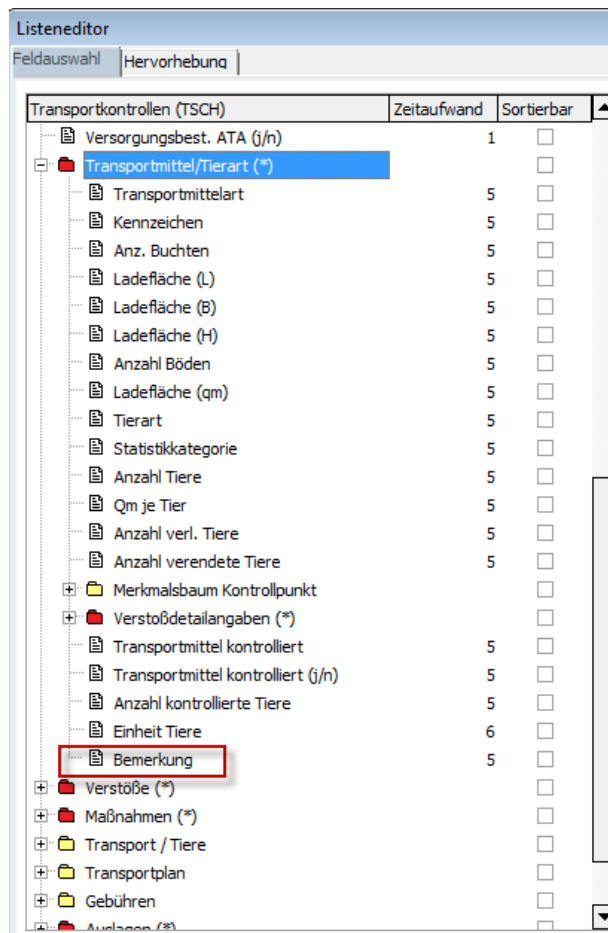 Listeneditor
Feldauswahl Hervorhebung
Transportkontrollen (TSCH) Zeitaufwand Sortierbar
Versorgungsbest. ATA (j/n) 1
Transportmittel/Tierart (*)
Transportmittelart 5
Kennzeichen 5
Anz. Buchten 5
Ladefläche (L) 5
Ladefläche (B) 5
Ladefläche (H) 5
Anzahl Böden 5
Ladefläche (qm) 5
Tierart 5
Statistikkategorie 5
Anzahl Tiere 5
Qm je Tier 5
Anzahl verl. Tiere 5
Anzahl verendete Tiere 5
Merkmalsbaum Kontrollpunkt
Verstoßdetailangaben (*)
Transportmittel kontrolliert 5
Transportmittel kontrolliert (j/n) 5
Anzahl kontrollierte Tiere 5
Einheit Tiere 6
Bemerkung 5
Verstöße (*)
Maßnahmen (*)
Transport / Tiere
Transportplan
Gebühren
Auslagen (*)